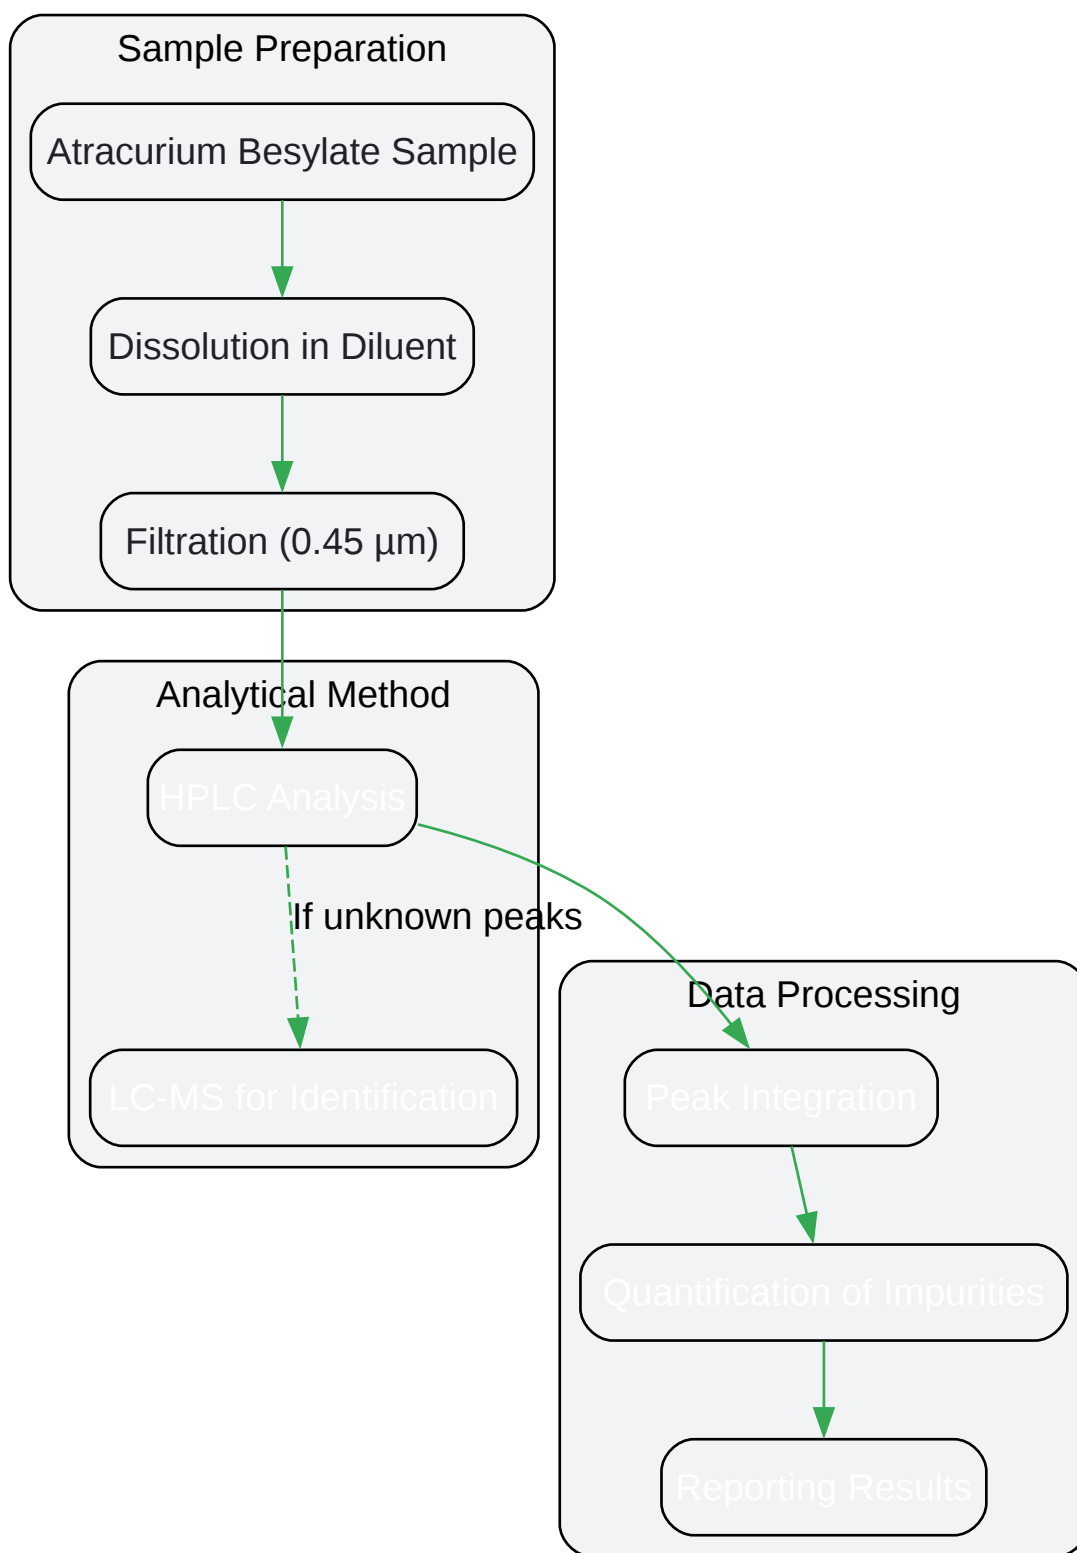 Sample Preparation
Atracurium Besylate Sample
Dissolution in Diluent
Filtration (0.45 µm)
Analytical Method
HPLC Analysis
If unknown peaks
LC-MS for Identification
Data Processing
Peak Integration
Quantification of Impurities
Reporting Results